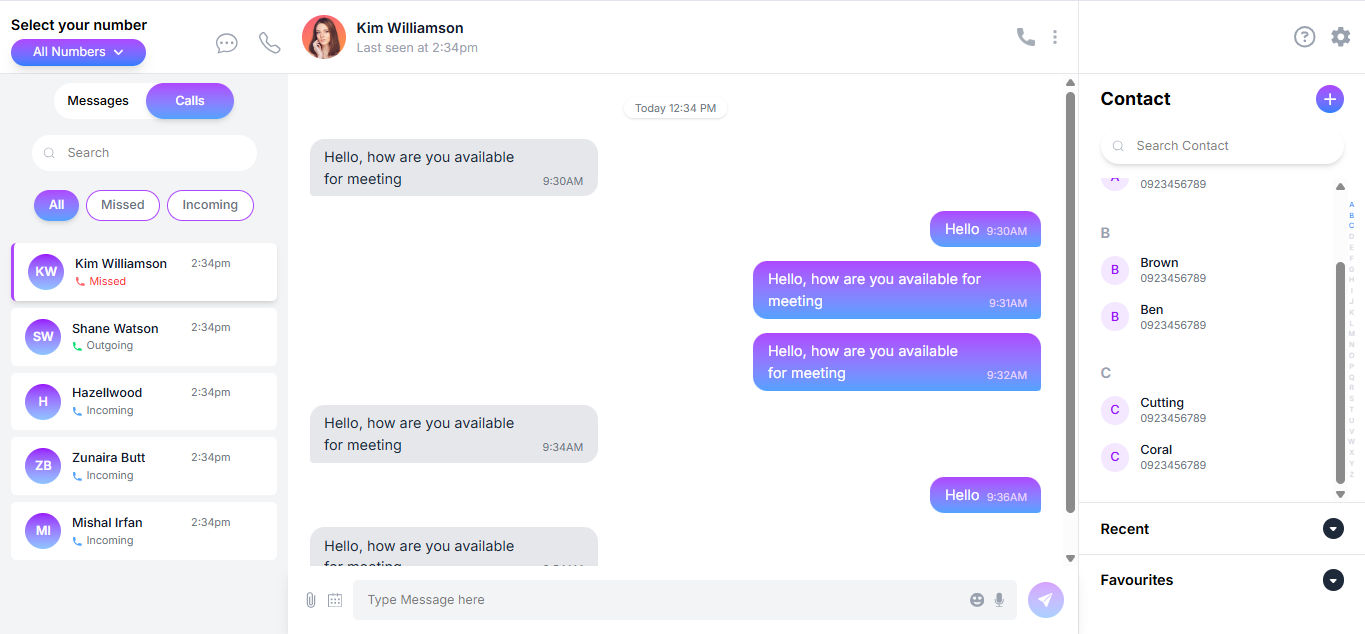 Select your number
All Numbers
Messages
Calls
Search
All
Missed
Incoming
KW
Kim Williamson
2:34pm
Missed
SW
Shane Watson
2:34pm
Outgoing
H
Hazellwood
2:34pm
Incoming
ZB
Zunaira Butt
2:34pm
Incoming
MI
Mishal Irfan
2:34pm
Incoming
Kim Williamson
Last seen at 2:34pm
Today 12:34 PM
Hello, how are you available
for meeting
9:30AM
Hello
9:30AM
Hello, how are you available for
meeting
9:31AM
Hello, how are you available
for meeting
9:32AM
Hello, how are you available
for meeting
9:34AM
Hello
9:36AM
Hello, how are you available
for meeting
Type Message here
?
Contact
+
Search Contact
A
0923456789
B
B
Brown
0923456789
B
Ben
0923456789
C
C
Cutting
0923456789
C
Coral
0923456789
A
B
C
D
E
F
G
H
I
J
K
L
M
N
O
P
Q
R
S
T
U
V
W
X
Y
Z
Recent
Favourites